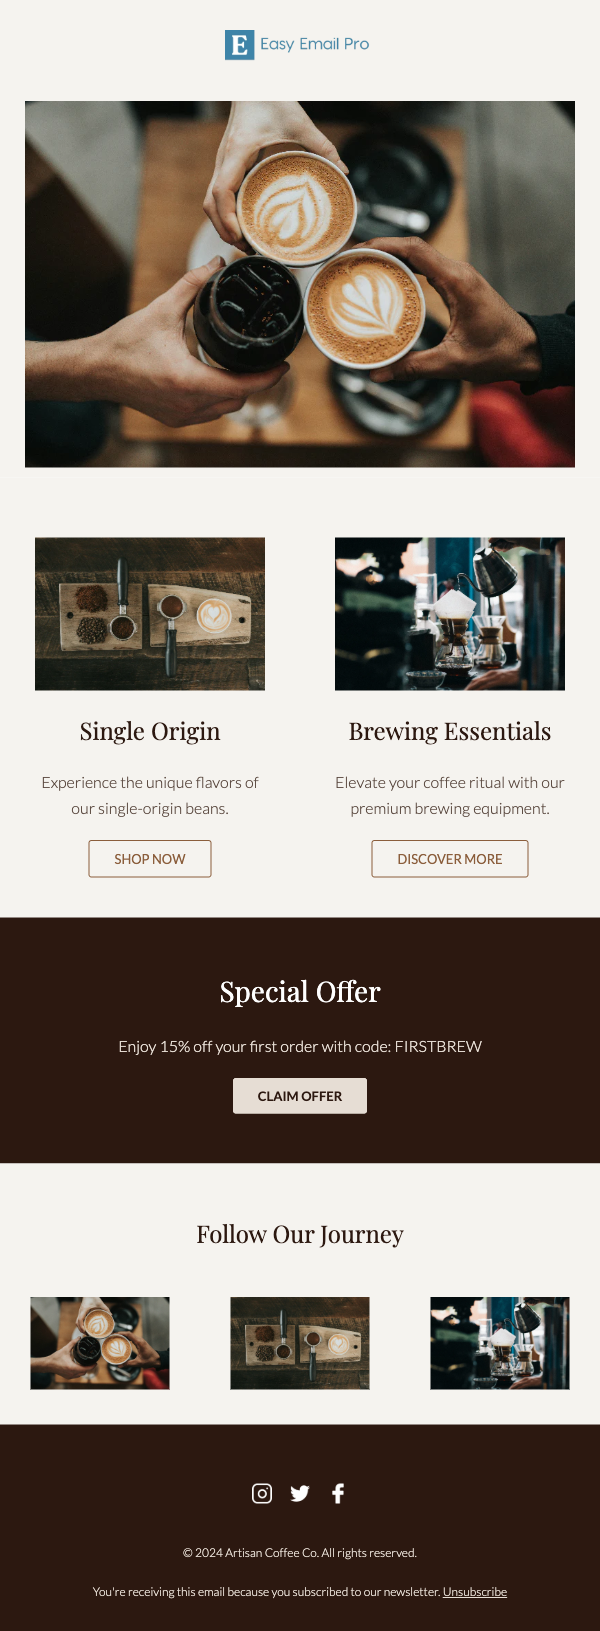 E Easy Email Pro
Single Origin
Experience the unique flavors of
our single-origin beans.
SHOP NOW
Brewing Essentials
Elevate your coffee ritual with our
premium brewing equipment.
DISCOVER MORE
Special Offer
Enjoy 15% off your first order with code: FIRSTBREW
CLAIM OFFER
Follow Our Journey
© 2024 Artisan Coffee Co. All rights reserved.
You're receiving this email because you subscribed to our newsletter. Unsubscribe